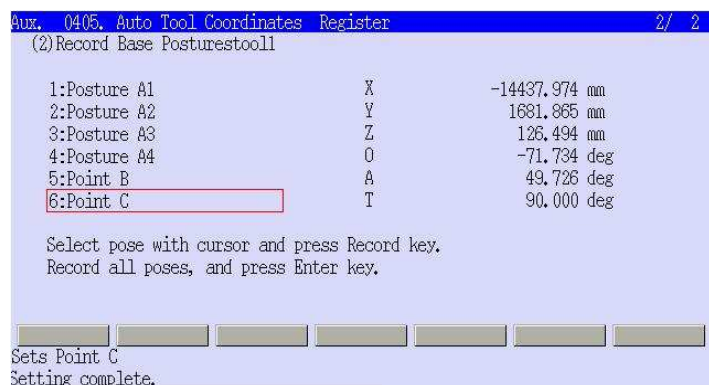 Aux. 0405. Auto Tool Coordinates Register 2/ 2
(2)Record Base Posturestool1
1:Posture A1 X -14437.974 mm
2:Posture A2 Y 1681.865 mm
3:Posture A3 Z 126.494 mm
4:Posture A4 O -71.734 deg
5:Point B A 49.726 deg
6:Point C T 90.000 deg
Select pose with cursor and press Record key.
Record all poses, and press Enter key.
Sets Point C
Setting complete.